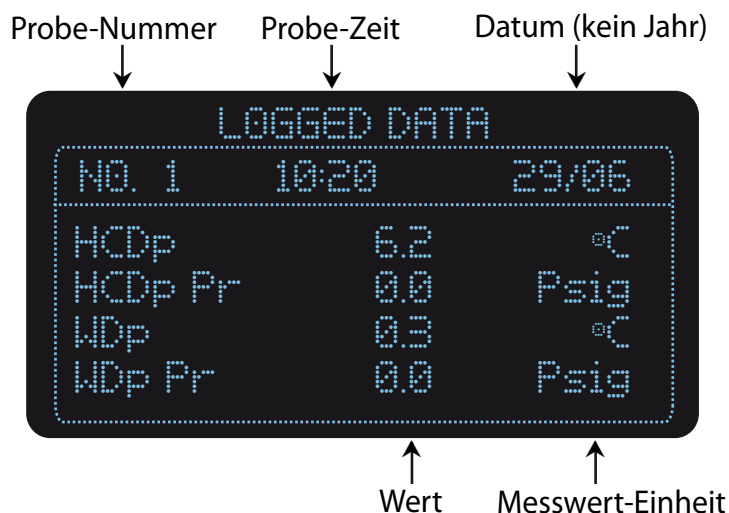 Probe-Nummer Probe-Zeit Datum (kein Jahr)
LOGGED DATA
NO. 1 10:20 29/06
HCDp 6.2 °C
HCDp Pr 0.0 Psig
WDp 0.3 °C
WDp Pr 0.0 Psig
Wert Messwert-Einheit